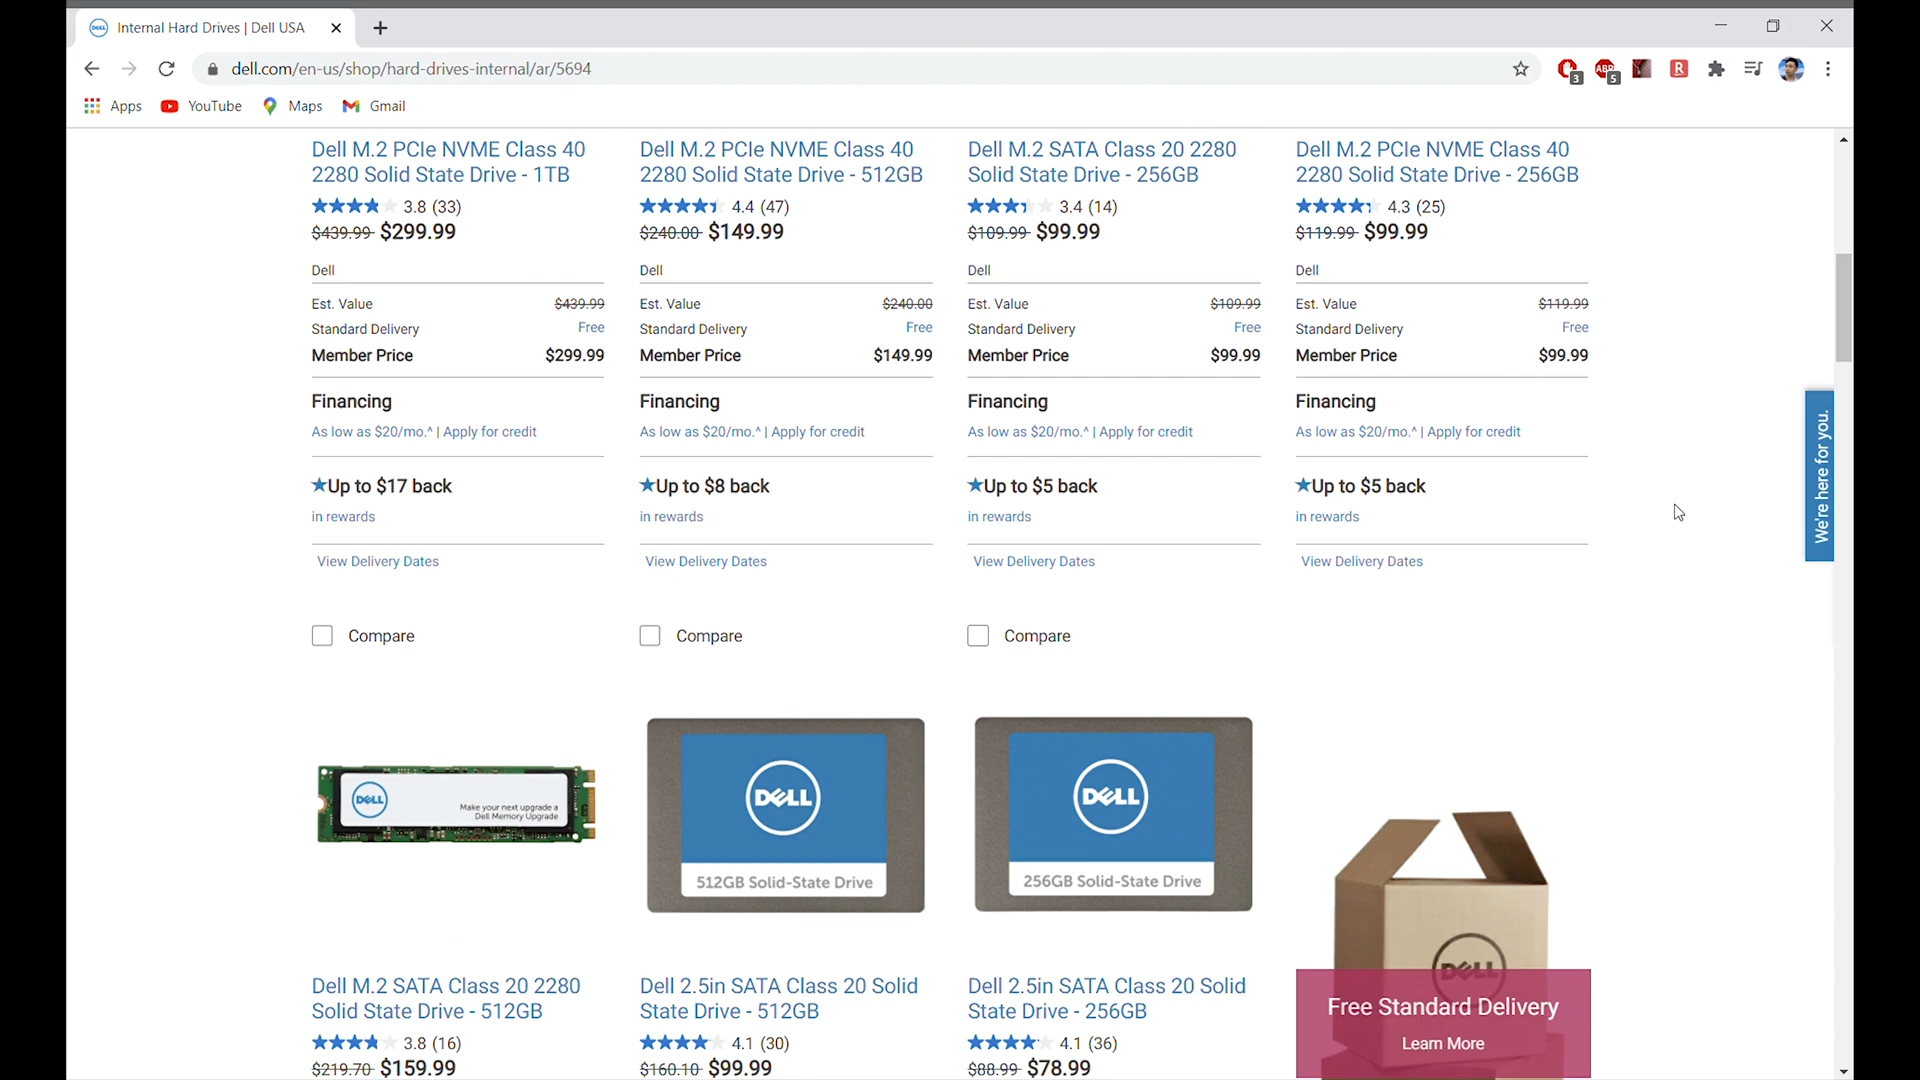 Internal Hard Drives | Dell USA
dell.com/en-us/shop/hard-drives-internal/ar/5694
3
ABP
5
R
Apps
YouTube
Maps
Gmail
Dell M.2 PCIe NVME Class 40
2280 Solid State Drive - 1TB
3.8 (33)
$439.99 $299.99
Dell
Est. Value $439.99
Standard Delivery Free
Member Price $299.99
Financing
As low as $20/mo.^ | Apply for credit
Up to $17 back
in rewards
View Delivery Dates
Dell M.2 PCIe NVME Class 40
2280 Solid State Drive - 512GB
4.4 (47)
$240.00 $149.99
Dell
Est. Value $240.00
Standard Delivery Free
Member Price $149.99
Financing
As low as $20/mo.^ | Apply for credit
Up to $8 back
in rewards
View Delivery Dates
Dell M.2 SATA Class 20 2280
Solid State Drive - 256GB
3.4 (14)
$109.99 $99.99
Dell
Est. Value $109.99
Standard Delivery Free
Member Price $99.99
Financing
As low as $20/mo.^ | Apply for credit
Up to $5 back
in rewards
View Delivery Dates
Dell M.2 PCIe NVME Class 40
2280 Solid State Drive - 256GB
4.3 (25)
$119.99 $99.99
Dell
Est. Value $119.99
Standard Delivery Free
Member Price $99.99
Financing
As low as $20/mo.^ | Apply for credit
Up to $5 back
in rewards
View Delivery Dates
We're here for you.
Compare
DELL
Make your next upgrade a
Dell Memory Upgrade
Dell M.2 SATA Class 20 2280
Solid State Drive - 512GB
3.8 (16)
$219.70 $159.99
Compare
DELL
512GB Solid-State Drive
Dell 2.5in SATA Class 20 Solid
State Drive - 512GB
4.1 (30)
$160.10 $99.99
Compare
DELL
256GB Solid-State Drive
Dell 2.5in SATA Class 20 Solid
State Drive - 256GB
4.1 (36)
$88.99 $78.99
DELL
Free Standard Delivery
Learn More